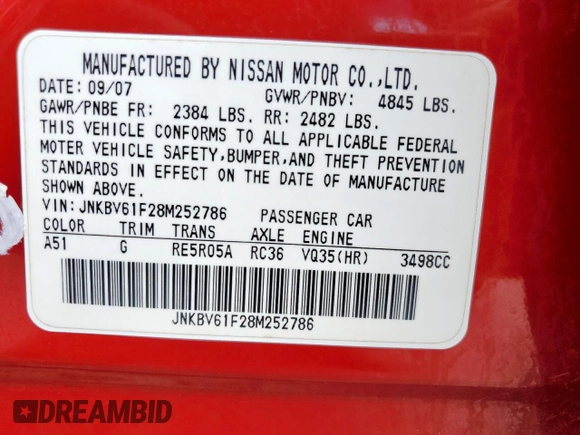 MANUFACTURED BY NISSAN MOTOR CO.,LTD.
DATE: 09/07 GVWR/PNBV: 4845 LBS.
GAWR/PNBE FR: 2384 LBS. RR: 2482 LBS.
THIS VEHICLE CONFORMS TO ALL APPLICABLE FEDERAL
MOTER VEHICLE SAFETY,BUMPER,AND THEFT PREVENTION
STANDARDS IN EFFECT ON THE DATE OF MANUFACTURE
SHOWN ABOVE.
VIN: JNKBV61F28M252786 PASSENGER CAR
COLOR TRIM TRANS AXLE ENGINE
A51 G RE5R05A RC36 VQ35(HR) 3498CC
JNKBV61F28M252786
DREAMBID